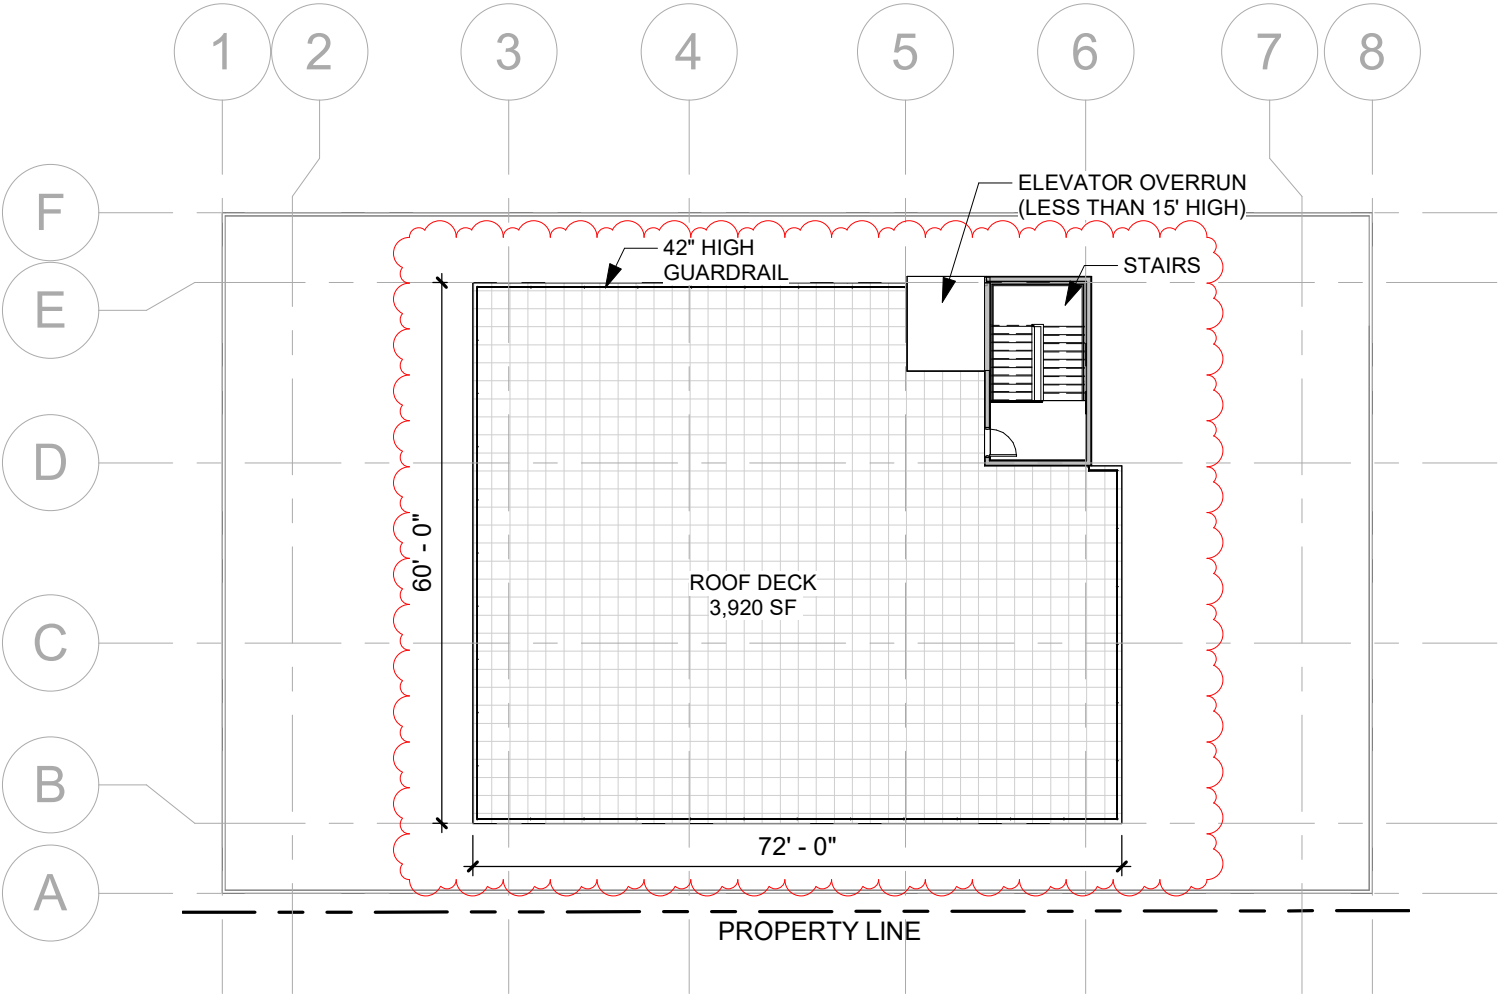 1 2 3 4 5 6 7 8
F
ELEVATOR OVERRUN
(LESS THAN 15' HIGH)
42" HIGH
GUARDRAIL
STAIRS
E
D
60' - 0"
ROOF DECK
3,920 SF
C
B
72' - 0"
A
PROPERTY LINE